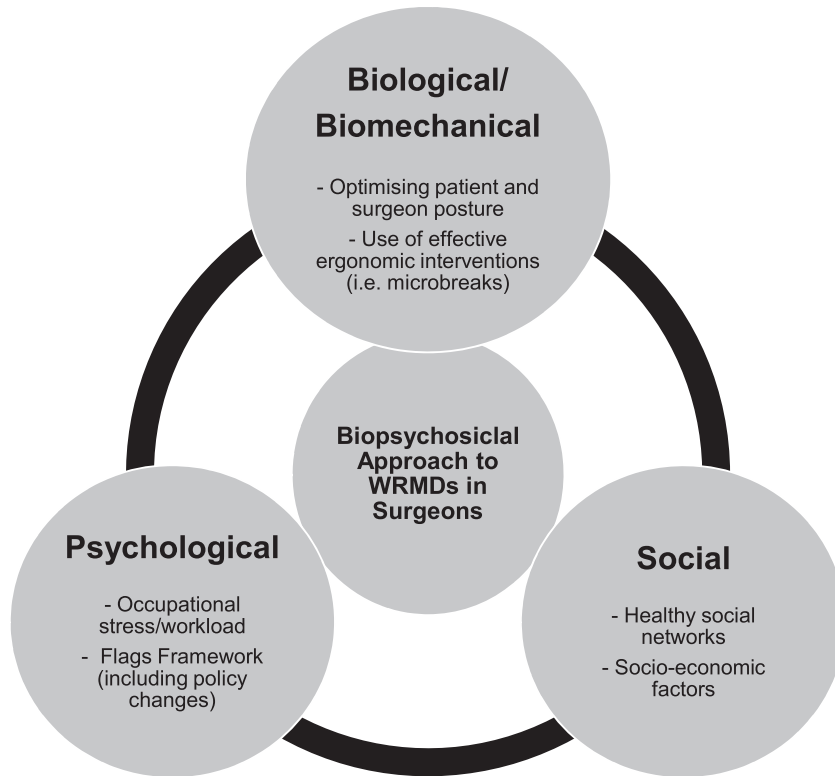 Biological/
Biomechanical
- Optimising patient and
surgeon posture
- Use of effective
ergonomic interventions
(i.e. microbreaks)
Biopsychosiclal
Approach to
WRMDs in
Surgeons
Psychological
- Occupational
stress/workload
- Flags Framework
(including policy
changes)
Social
- Healthy social
networks
- Socio-economic
factors